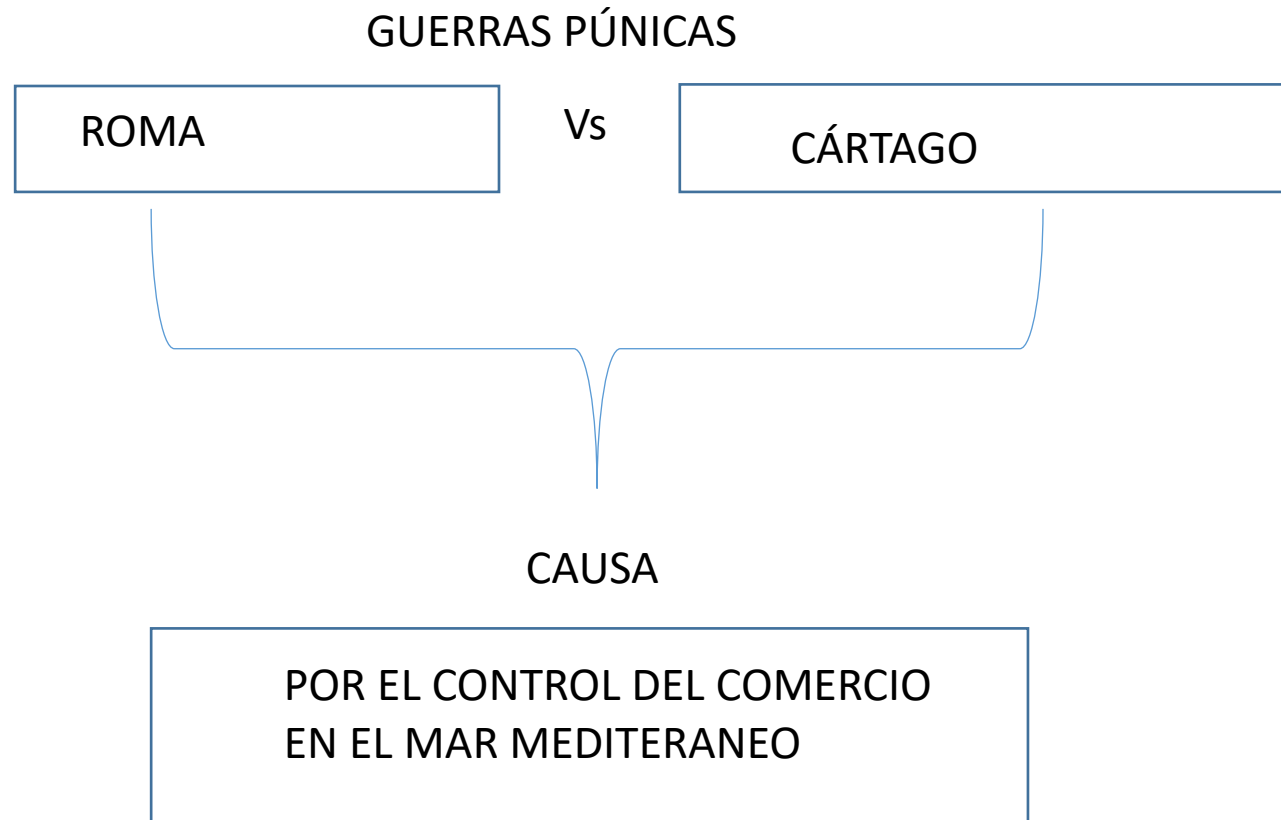 GUERRAS PÚNICAS
ROMA
Vs
CÁRTAGO
CAUSA
POR EL CONTROL DEL COMERCIO
EN EL MAR MEDITERANEO